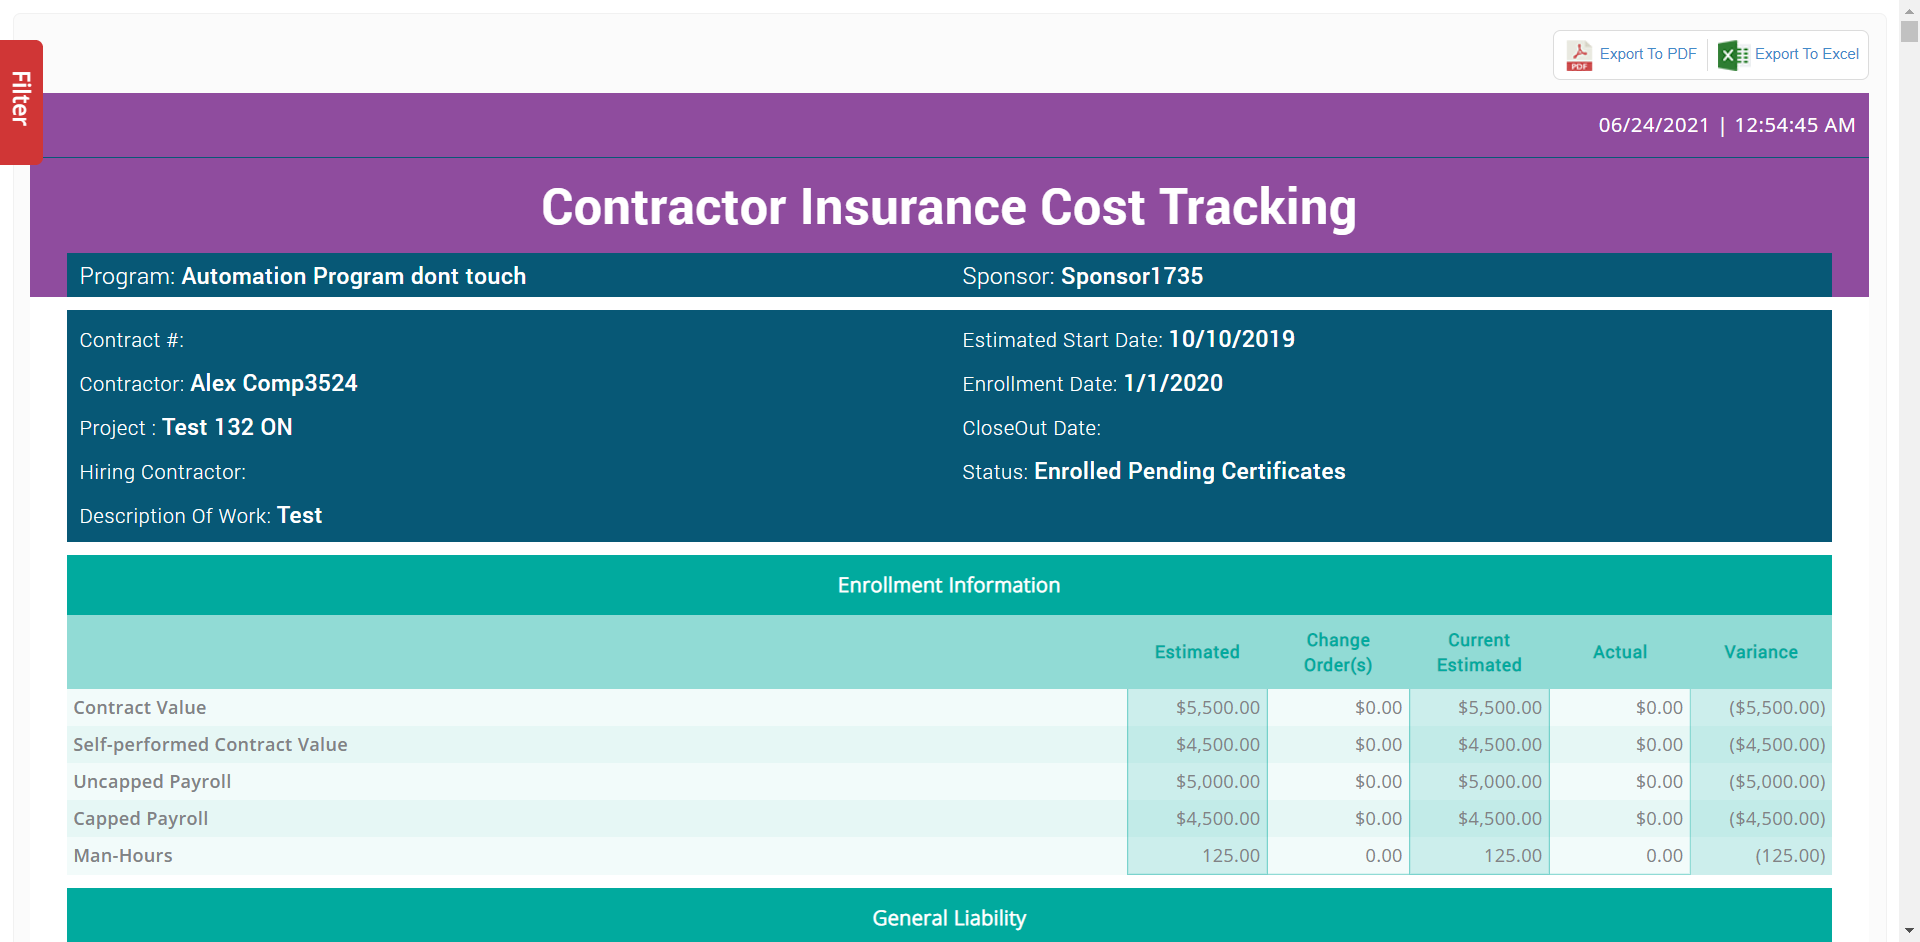 Export To PDF
Export To Excel
Filter
06/24/2021 | 12:54:45 AM
Contractor Insurance Cost Tracking
Program: Automation Program dont touch
Sponsor: Sponsor1735
Contract #:
Estimated Start Date: 10/10/2019
Contractor: Alex Comp3524
Enrollment Date: 1/1/2020
Project : Test 132 ON
CloseOut Date:
Hiring Contractor:
Status: Enrolled Pending Certificates
Description Of Work: Test
Enrollment Information
Estimated Change Order(s) Current Estimated Actual Variance
Contract Value $5,500.00 $0.00 $5,500.00 $0.00 ($5,500.00)
Self-performed Contract Value $4,500.00 $0.00 $4,500.00 $0.00 ($4,500.00)
Uncapped Payroll $5,000.00 $0.00 $5,000.00 $0.00 ($5,000.00)
Capped Payroll $4,500.00 $0.00 $4,500.00 $0.00 ($4,500.00)
Man-Hours 125.00 0.00 125.00 0.00 (125.00)
General Liability